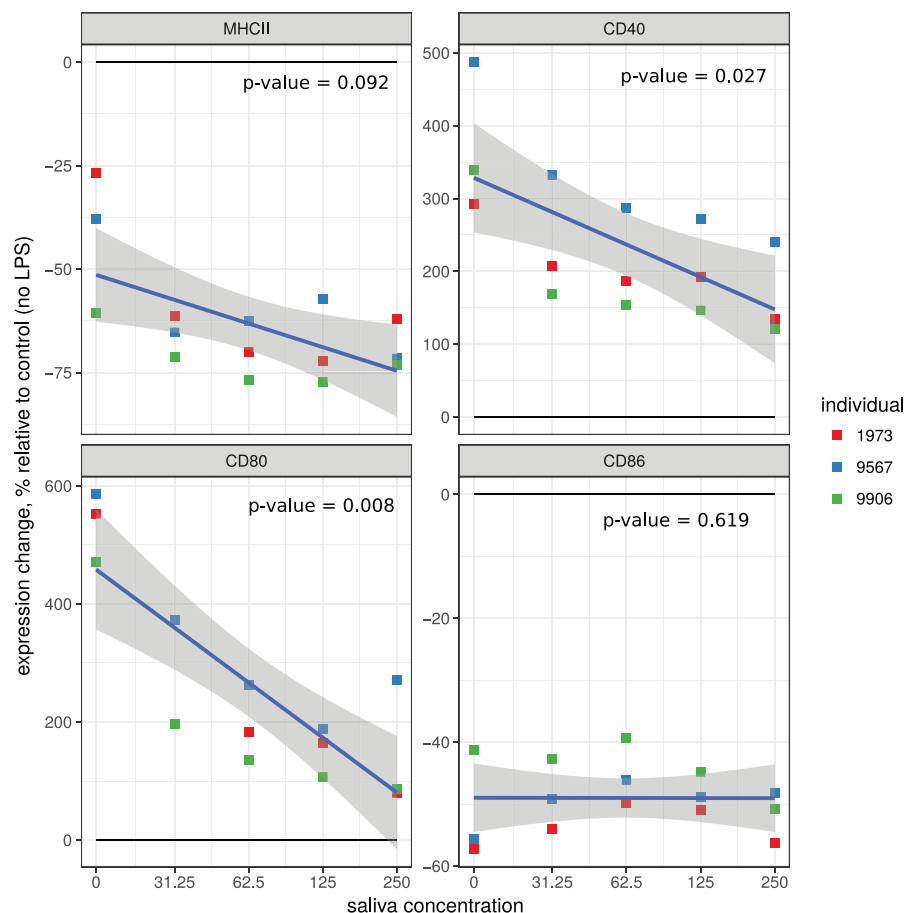 MHCII
CD40
0
−25
−50
−75
p-value = 0.092
500
400
300
200
100
0
p-value = 0.027
expression change, % relative to control (no LPS)
CD80
CD86
600
400
200
0
p-value = 0.008
0
−20
−40
−60
p-value = 0.619
0 31.25 62.5 125 250
0 31.25 62.5 125 250
saliva concentration
individual
1973
9567
9906